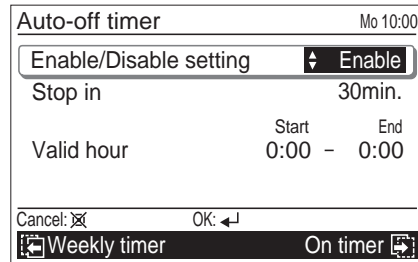 Auto-off timer Mo 10:00
Enable/Disable setting Enable
Stop in 30min.
Start End
Valid hour 0:00 – 0:00
Cancel: OK:
Weekly timer On timer